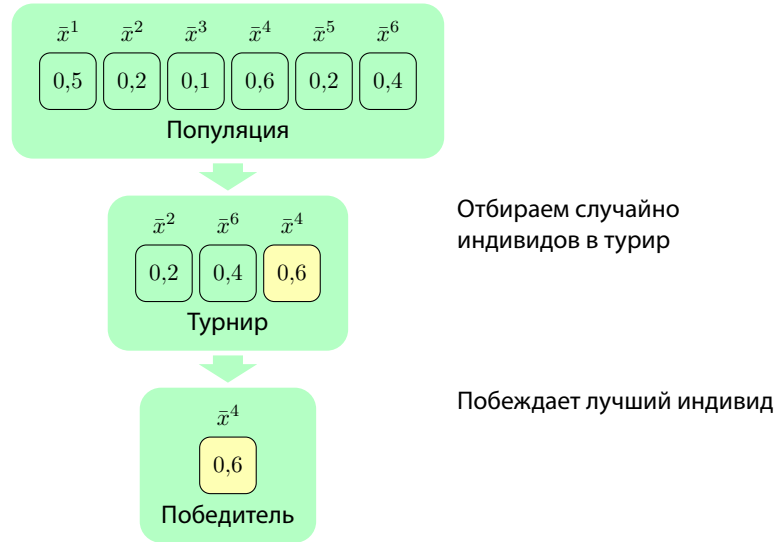 x̄¹ x̄² x̄³ x̄⁴ x̄⁵ x̄⁶
0,5 0,2 0,1 0,6 0,2 0,4
Популяция
x̄² x̄⁶ x̄⁴
0,2 0,4 0,6
Турнир
Отбираем случайно
индивидов в турир
x̄⁴
0,6
Победитель
Побеждает лучший индивид